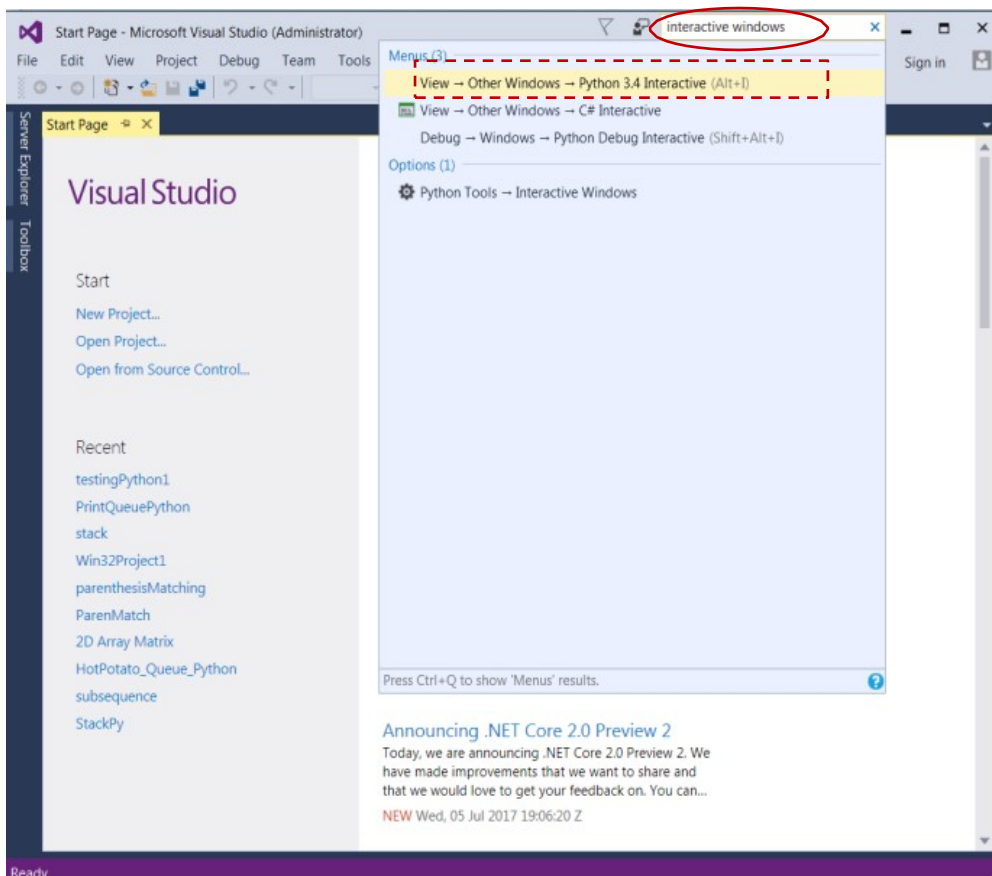 Start Page - Microsoft Visual Studio (Administrator)
interactive windows
File Edit View Project Debug Team Tools
Sign in
Menus (3)
View → Other Windows → Python 3.4 Interactive (Alt+I)
View → Other Windows → C# Interactive
Debug → Windows → Python Debug Interactive (Shift+Alt+I)
Options (1)
Python Tools → Interactive Windows
Press Ctrl+Q to show 'Menus' results.
Server Explorer
Toolbox
Start Page
Visual Studio
Start
New Project...
Open Project...
Open from Source Control...
Recent
testingPython1
PrintQueuePython
stack
Win32Project1
parenthesisMatching
ParenMatch
2D Array Matrix
HotPotato_Queue_Python
subsequence
StackPy
Announcing .NET Core 2.0 Preview 2
Today, we are announcing .NET Core 2.0 Preview 2. We
have made improvements that we want to share and
that we would love to get your feedback on. You can...
NEW Wed, 05 Jul 2017 19:06:20 Z
Ready